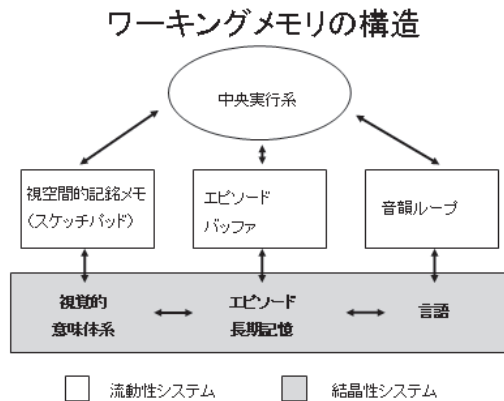 ワーキングメモリの構造
中央実行系
視空間的記銘メモ
（スケッチパッド）
エピソード
バッファ
音韻ループ
視覚的
意味体系
エピソード
長期記憶
言語
流動性システム
結晶性システム